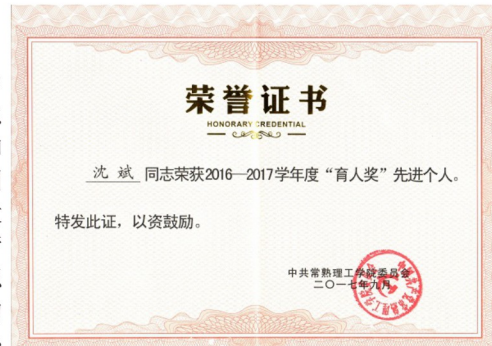 荣誉证书
HONORARY CREDENTIAL
沈斌 同志荣获2016—2017学年度“育人奖”先进个人。
特发此证，以资鼓励。
中共常熟理工学院委员会
二〇一七年九月